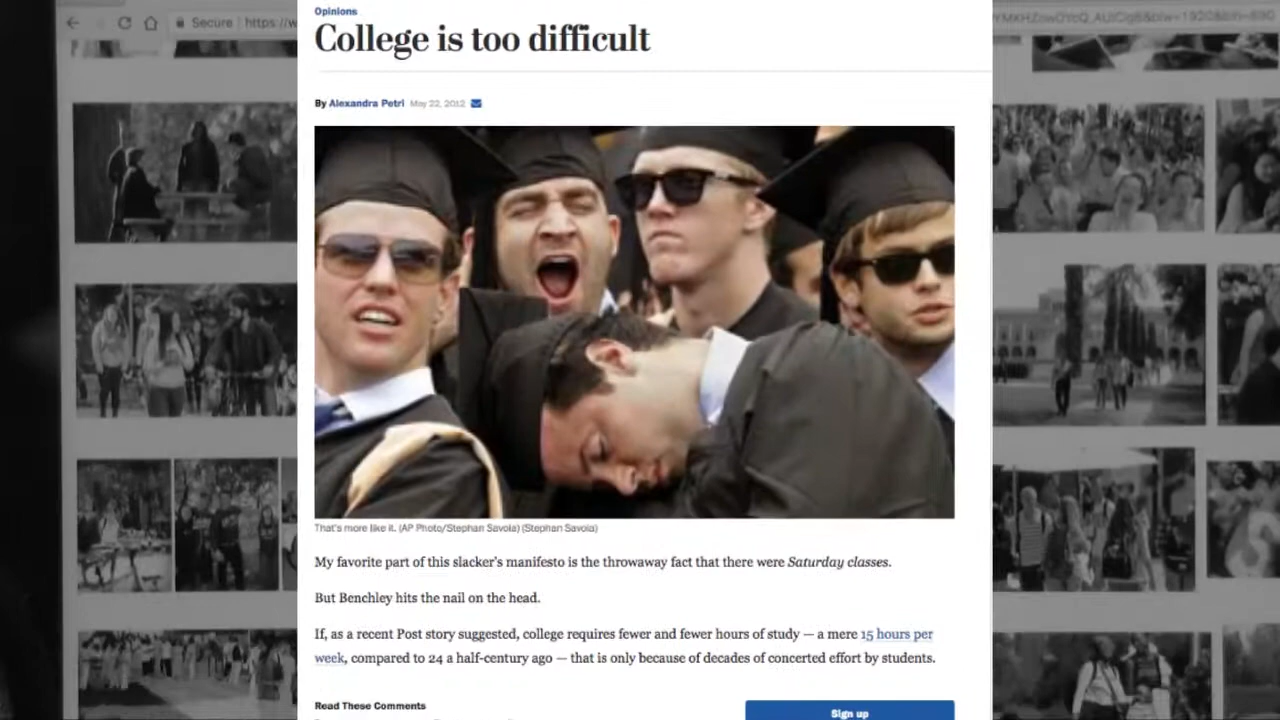 Secure https://w
Opinions
College is too difficult
By Alexandra Petri May 22, 2012
That's more like it. (AP Photo/Stephan Savoia) (Stephan Savoia)
My favorite part of this slacker's manifesto is the throwaway fact that there were Saturday classes.
But Benchley hits the nail on the head.
If, as a recent Post story suggested, college requires fewer and fewer hours of study — a mere 15 hours per
week, compared to 24 a half-century ago — that is only because of decades of concerted effort by students.
Read These Comments
Sign up